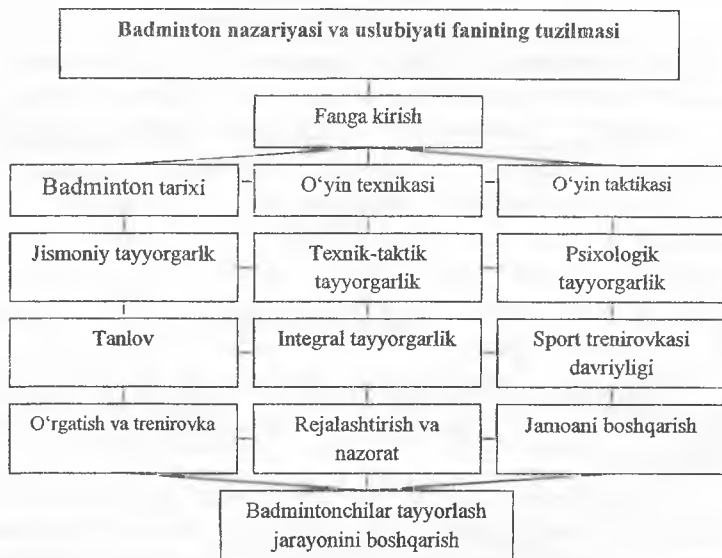 Badminton nazariyasi va uslubiyati fanining tuzilmasi
Fanga kirish
Badminton tarixi
O‘yin texnikasi
O‘yin taktikasi
Jismoniy tayyorgarlk
Texnik-taktik
tayyorgarlik
Psixologik
tayyorgarlik
Tanlov
Integral tayyorgarlik
Sport trenirovkasi
davriyligi
O‘rgatish va trenirovka
Rejalashtirish va
nazorat
Jamoani boshqarish
Badmintonchilar tayyorlash
jarayonini boshqarish